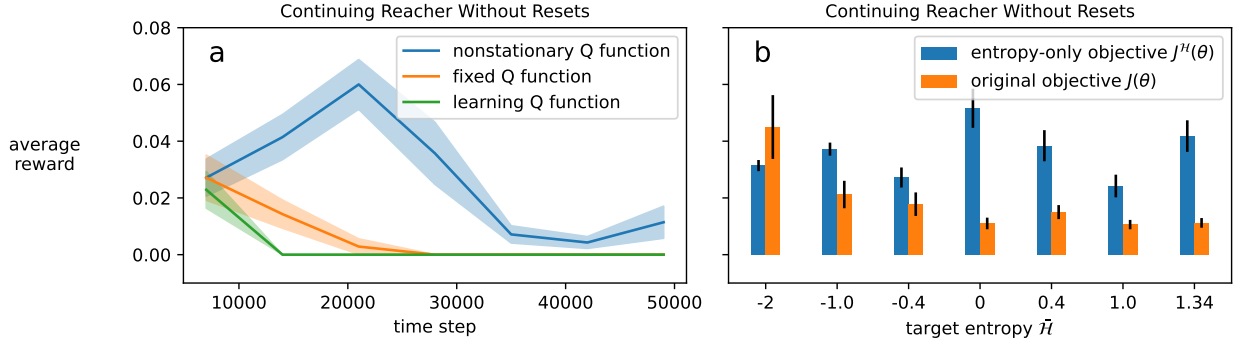 Continuing Reacher Without Resets
a
nonstationary Q function
fixed Q function
learning Q function
average
reward
0.08
0.06
0.04
0.02
0.00
10000 20000 30000 40000 50000
time step
Continuing Reacher Without Resets
b
entropy-only objective J^ℋ(θ)
original objective J(θ)
-2 -1.0 -0.4 0 0.4 1.0 1.34
target entropy ℋ̄